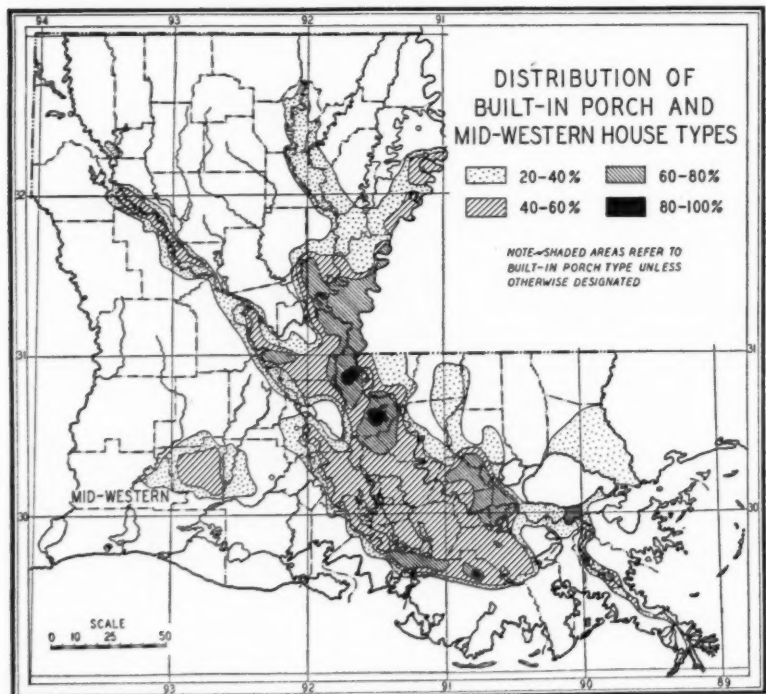 94 93 92 91
DISTRIBUTION OF
BUILT-IN PORCH AND
MID-WESTERN HOUSE TYPES
20-40% 60-80%
40-60% 80-100%
NOTE-SHADED AREAS REFER TO
BUILT-IN PORCH TYPE UNLESS
OTHERWISE DESIGNATED
32
31 31
MID-WESTERN
30 30
SCALE
0 10 25 50
93 92 91 90 89